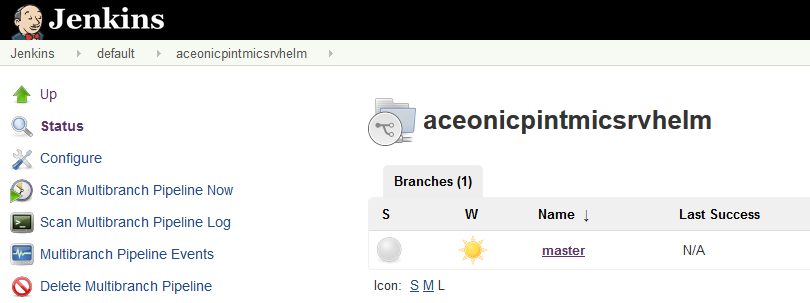 Jenkins
Jenkins default aceonicpintmicsrvhelm
Up
Status
Configure
Scan Multibranch Pipeline Now
Scan Multibranch Pipeline Log
Multibranch Pipeline Events
Delete Multibranch Pipeline
aceonicpintmicsrvhelm
Branches (1)
S W Name ↓ Last Success
master N/A
Icon: S M L